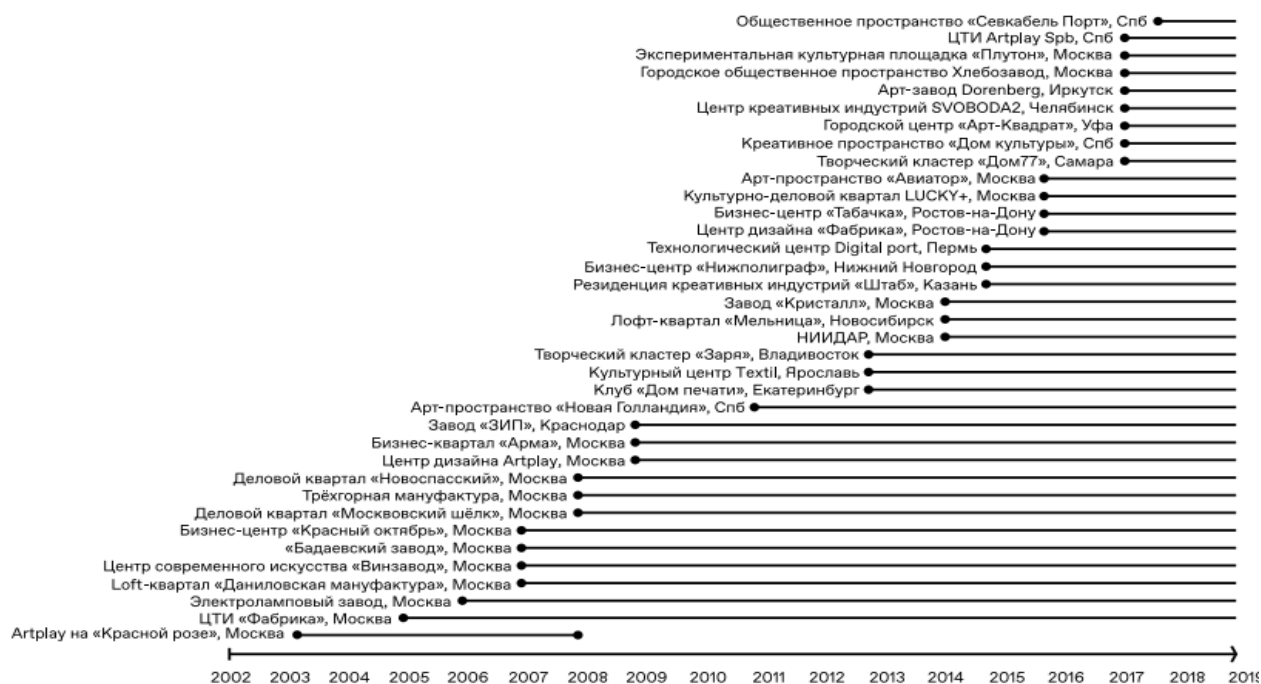 Общественное пространство «Севкабель Порт», Спб
ЦТИ Artplay Spb, Спб
Экспериментальная культурная площадка «Плутон», Москва
Городское общественное пространство Хлебозавод, Москва
Арт-завод Dorenberg, Иркутск
Центр креативных индустрий SVOBODA2, Челябинск
Городской центр «Арт-Квадрат», Уфа
Креативное пространство «Дом культуры», Спб
Творческий кластер «Дом77», Самара
Арт-пространство «Авиатор», Москва
Культурно-деловой квартал LUCKY+, Москва
Бизнес-центр «Табачка», Ростов-на-Дону
Центр дизайна «Фабрика», Ростов-на-Дону
Технологический центр Digital port, Пермь
Бизнес-центр «Нижполиграф», Нижний Новгород
Резиденция креативных индустрий «Штаб», Казань
Завод «Кристалл», Москва
Лофт-квартал «Мельница», Новосибирск
НИИДАР, Москва
Творческий кластер «Заря», Владивосток
Культурный центр Textil, Ярославь
Клуб «Дом печати», Екатеринбург
Арт-пространство «Новая Голландия», Спб
Завод «ЗИП», Краснодар
Бизнес-квартал «Арма», Москва
Центр дизайна Artplay, Москва
Деловой квартал «Новоспасский», Москва
Трёхгорная мануфактура, Москва
Деловой квартал «Москвовский шёлк», Москва
Бизнес-центр «Красный октябрь», Москва
«Бадаевский завод», Москва
Центр современного искусства «Винзавод», Москва
Loft-квартал «Даниловская мануфактура», Москва
Электроламповый завод, Москва
ЦТИ «Фабрика», Москва
Artplay на «Красной розе», Москва
2002 2003 2004 2005 2006 2007 2008 2009 2010 2011 2012 2013 2014 2015 2016 2017 2018 2019